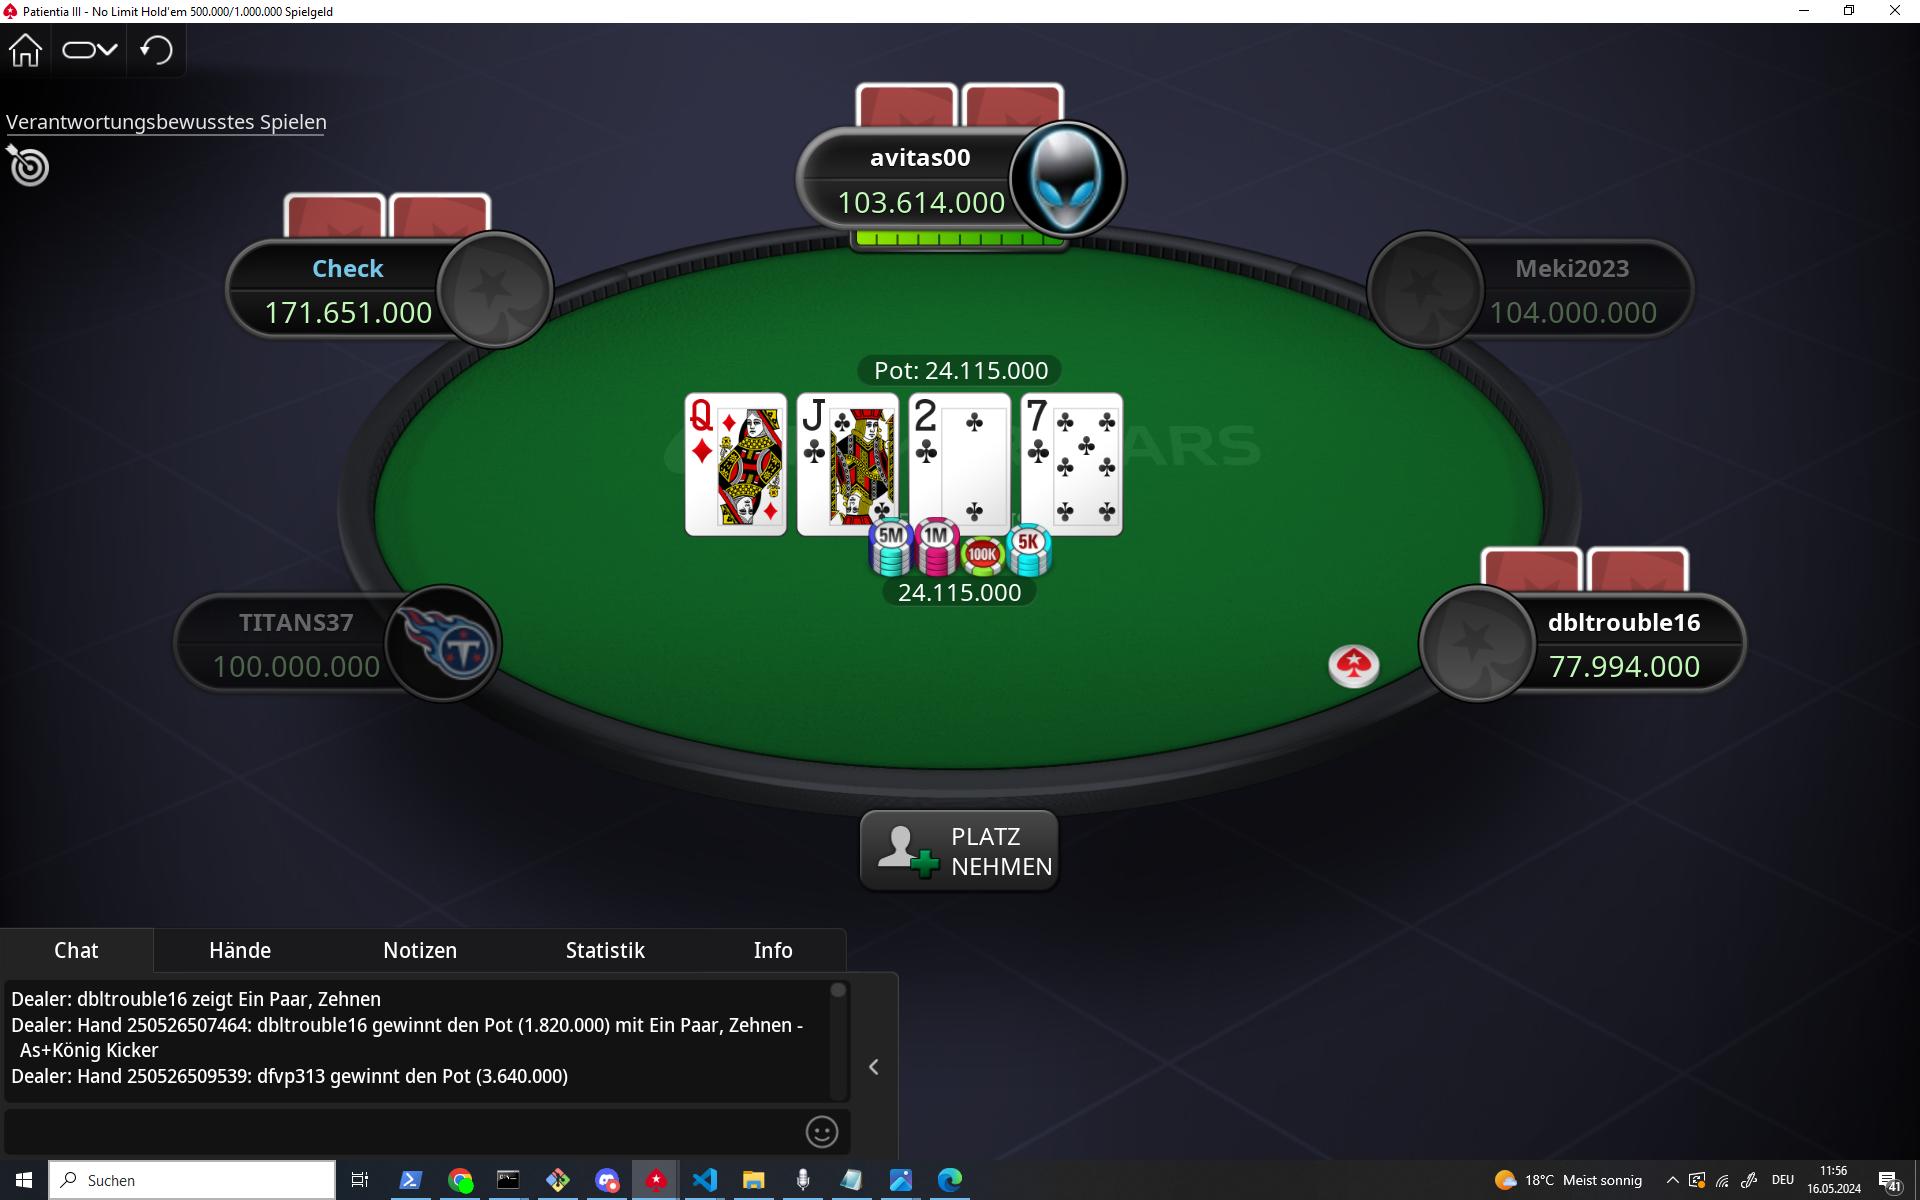 Patientia III - No Limit Hold'em 500.000/1.000.000 Spielgeld
Verantwortungsbewusstes Spielen
avitas00
103.614.000
Check
171.651.000
Meki2023
104.000.000
Pot: 24.115.000
Q
J
2
7
ARS
5M
1M
100K
5K
24.115.000
TITANS37
100.000.000
T
dbltrouble16
77.994.000
PLATZ
NEHMEN
Chat Hände Notizen Statistik Info
Dealer: dbltrouble16 zeigt Ein Paar, Zehnen
Dealer: Hand 250526507464: dbltrouble16 gewinnt den Pot (1.820.000) mit Ein Paar, Zehnen -
As+König Kicker
Dealer: Hand 250526509539: dfvp313 gewinnt den Pot (3.640.000)
Suchen
18°C Meist sonnig
DEU
11:56
16.05.2024
41